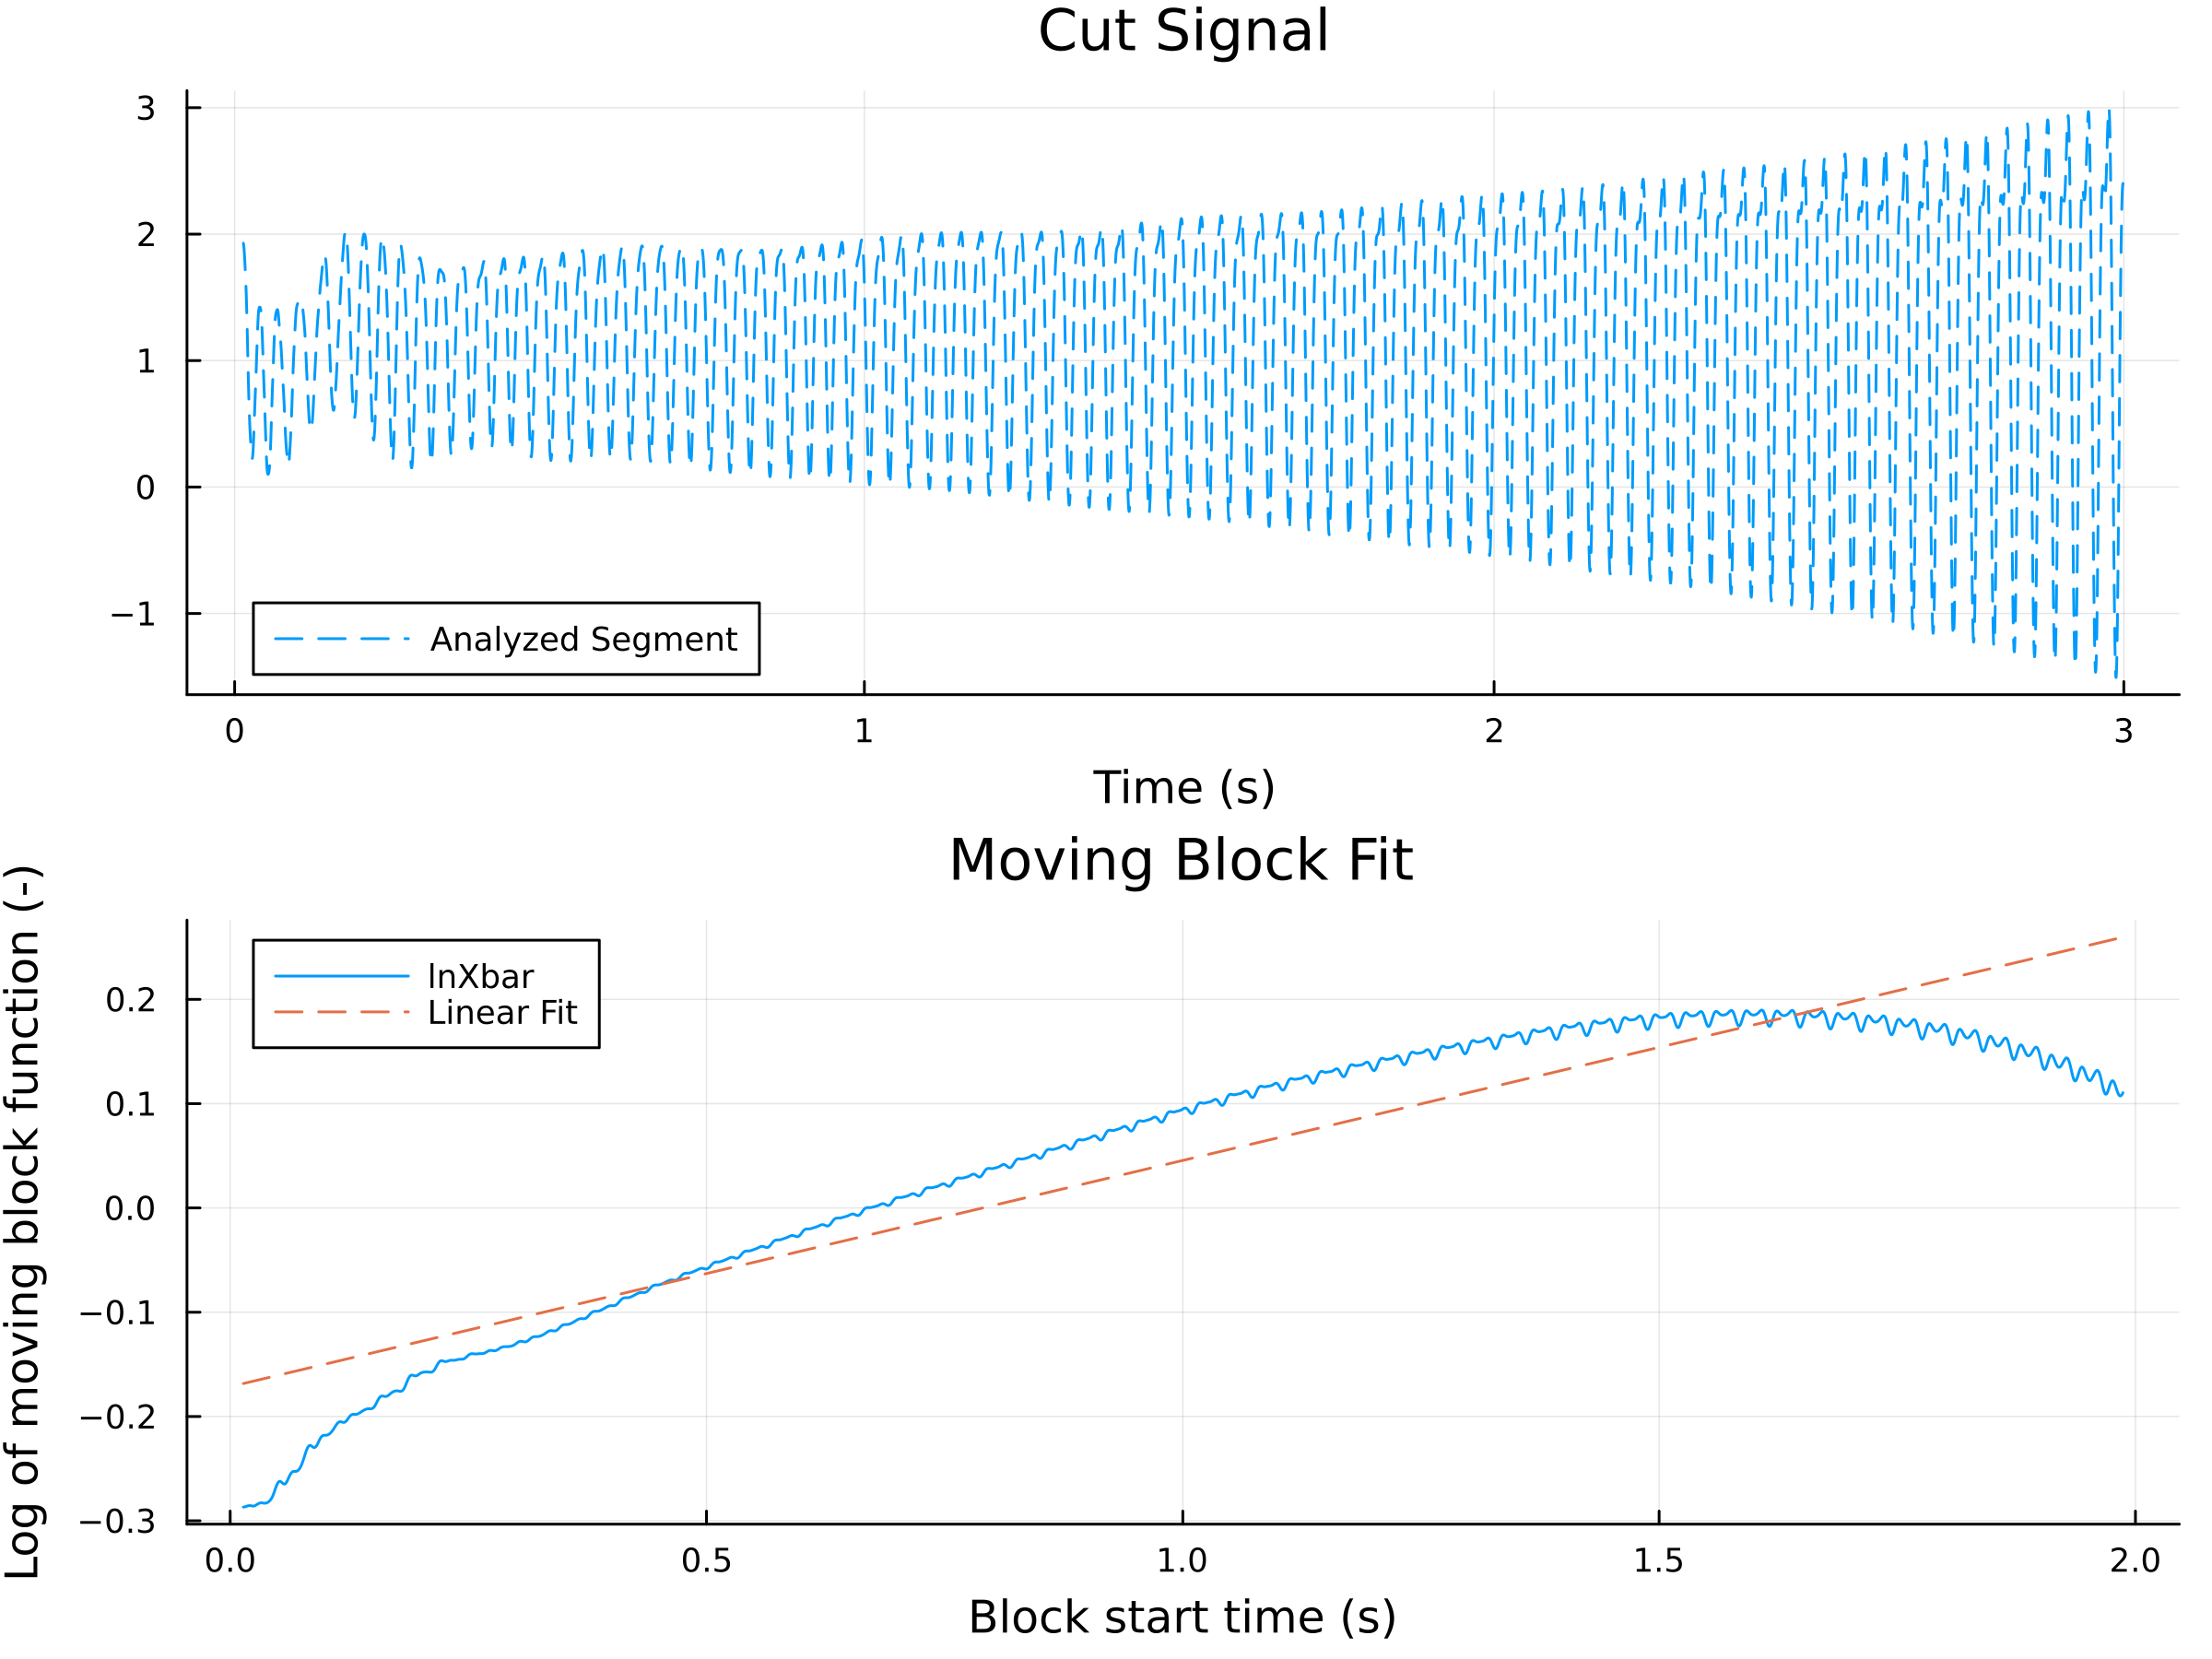 Cut Signal
3
2
1
0
−1
Analyzed Segment
0 1 2 3
Time (s)
Moving Block Fit
Log of moving block function (-)
lnXbar
Linear Fit
0.2
0.1
0.0
−0.1
−0.2
−0.3
0.0 0.5 1.0 1.5 2.0
Block start time (s)